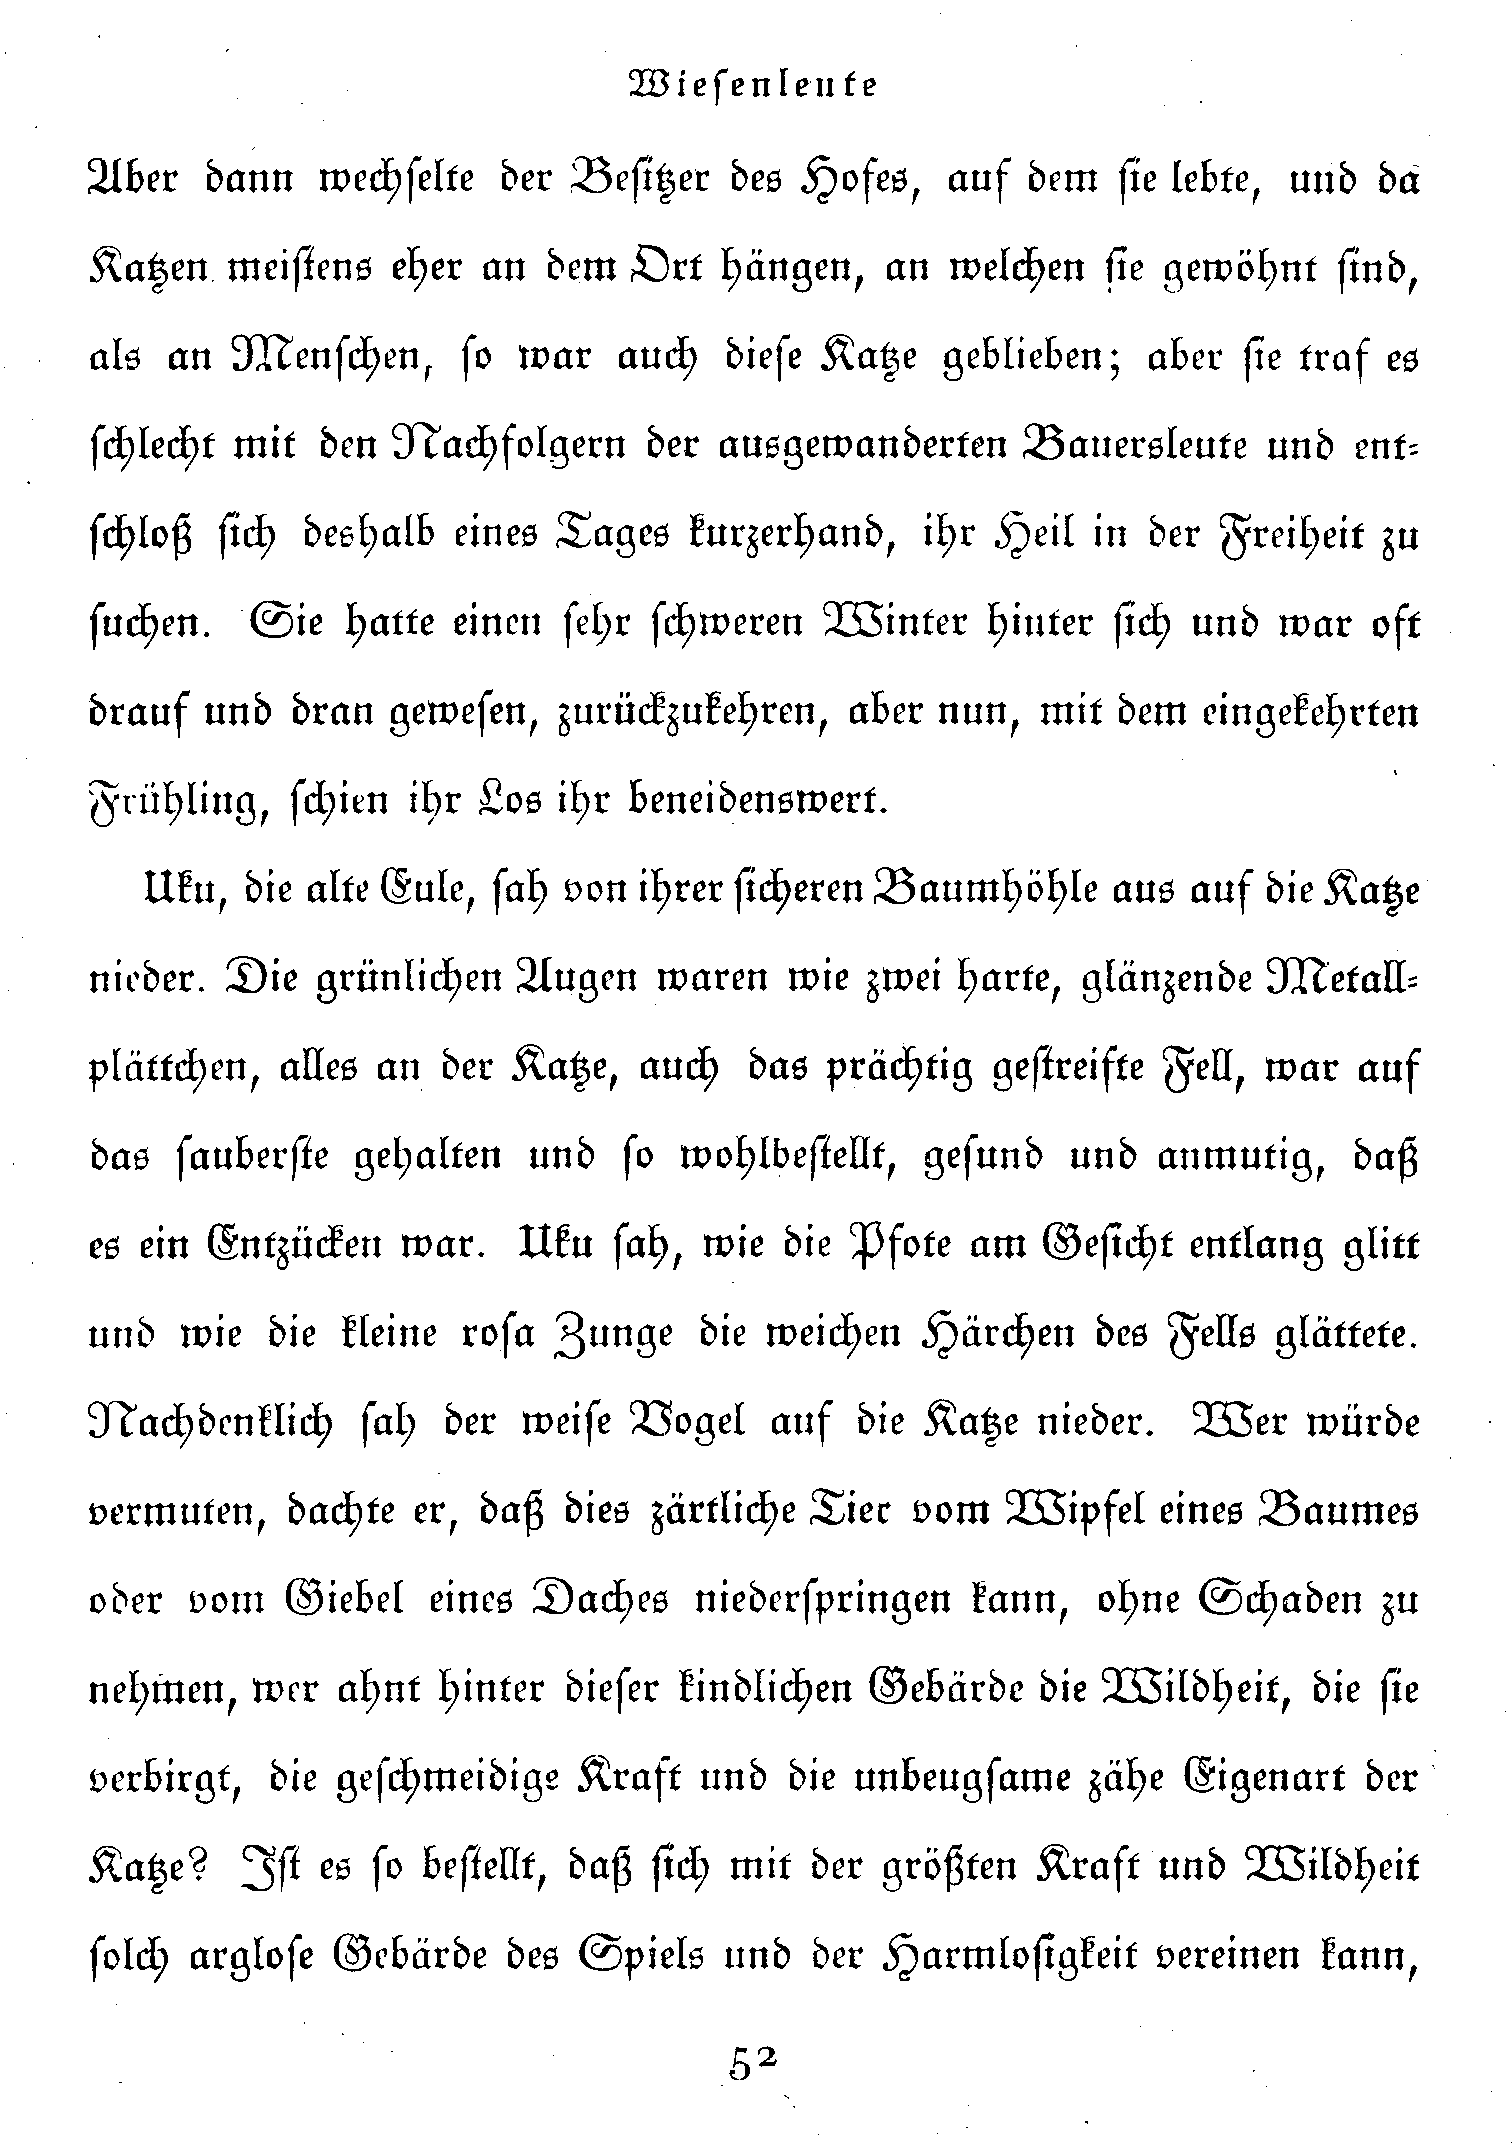 Wiesenleute
Aber dann wechselte der Besitzer des Hofes, auf dem sie lebte, und da
Katzen meistens eher an dem Ort hängen, an welchen sie gewöhnt sind,
als an Menschen, so war auch diese Katze geblieben; aber sie traf es
schlecht mit den Nachfolgern der ausgewanderten Bauersleute und ent-
schloß sich deshalb eines Tages kurzerhand, ihr Heil in der Freiheit zu
suchen. Sie hatte einen sehr schweren Winter hinter sich und war oft
drauf und dran gewesen, zurückzukehren, aber nun, mit dem eingekehrten
Frühling, schien ihr Los ihr beneidenswert.
Uku, die alte Eule, sah von ihrer sicheren Baumhöhle aus auf die Katze
nieder. Die grünlichen Augen waren wie zwei harte, glänzende Metall-
plättchen, alles an der Katze, auch das prächtig gestreifte Fell, war auf
das sauberste gehalten und so wohlbestellt, gesund und anmutig, daß
es ein Entzücken war. Uku sah, wie die Pfote am Gesicht entlang glitt
und wie die kleine rosa Zunge die weichen Härchen des Fells glättete.
Nachdenklich sah der weise Vogel auf die Katze nieder. Wer würde
vermuten, dachte er, daß dies zärtliche Tier vom Wipfel eines Baumes
oder vom Giebel eines Daches niederspringen kann, ohne Schaden zu
nehmen, wer ahnt hinter dieser kindlichen Gebärde die Wildheit, die sie
verbirgt, die geschmeidige Kraft und die unbeugsame zähe Eigenart der
Katze? Ist es so bestellt, daß sich mit der größten Kraft und Wildheit
solch arglose Gebärde des Spiels und der Harmlosigkeit vereinen kann,
52